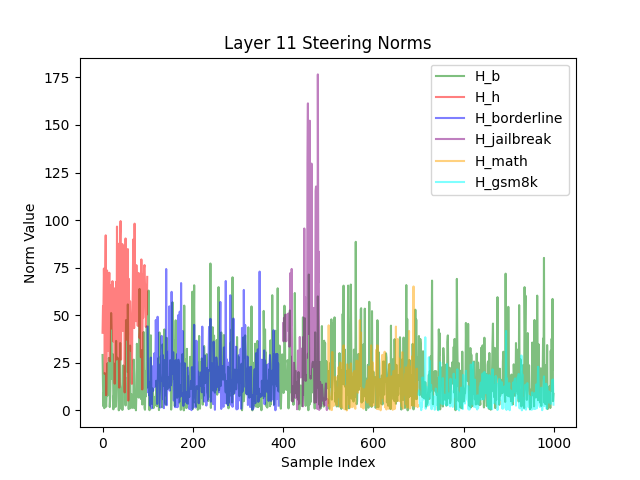 Layer 11 Steering Norms
Norm Value
175
150
125
100
75
50
25
0
0 200 400 600 800 1000
Sample Index
H_b
H_h
H_borderline
H_jailbreak
H_math
H_gsm8k